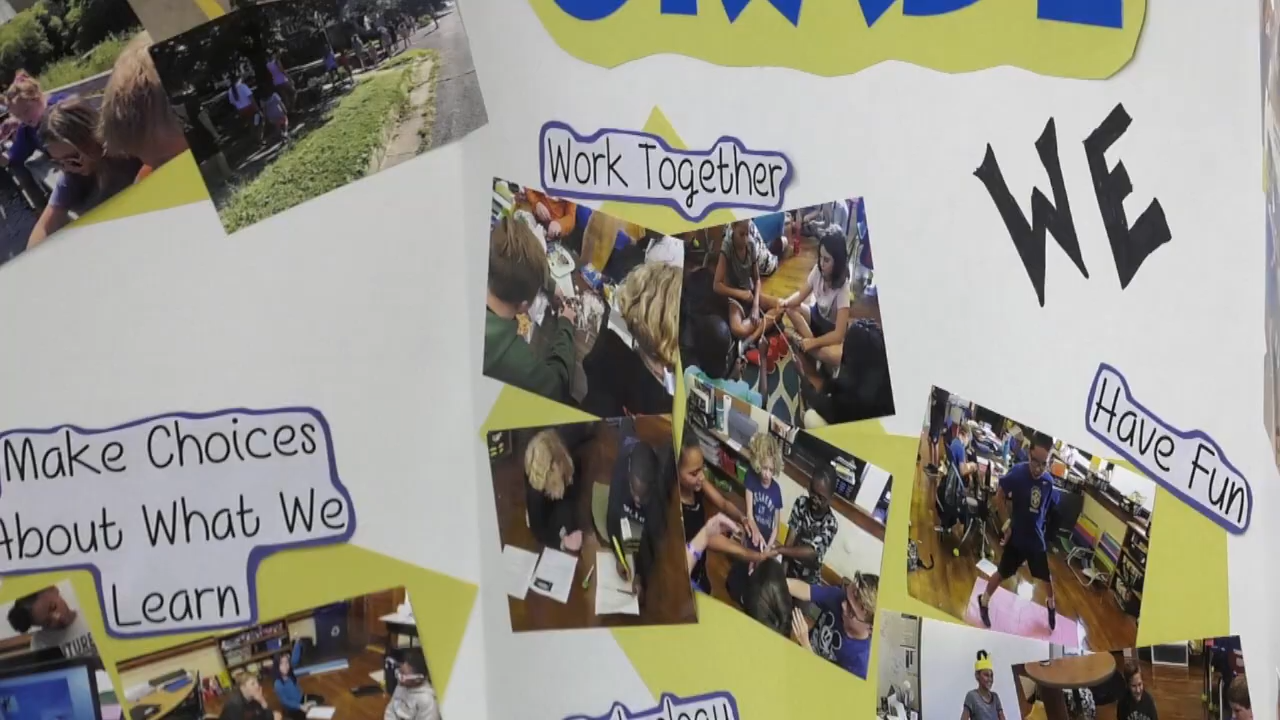 WE
Work Together
Have Fun
Make Choices
About What We
Learn